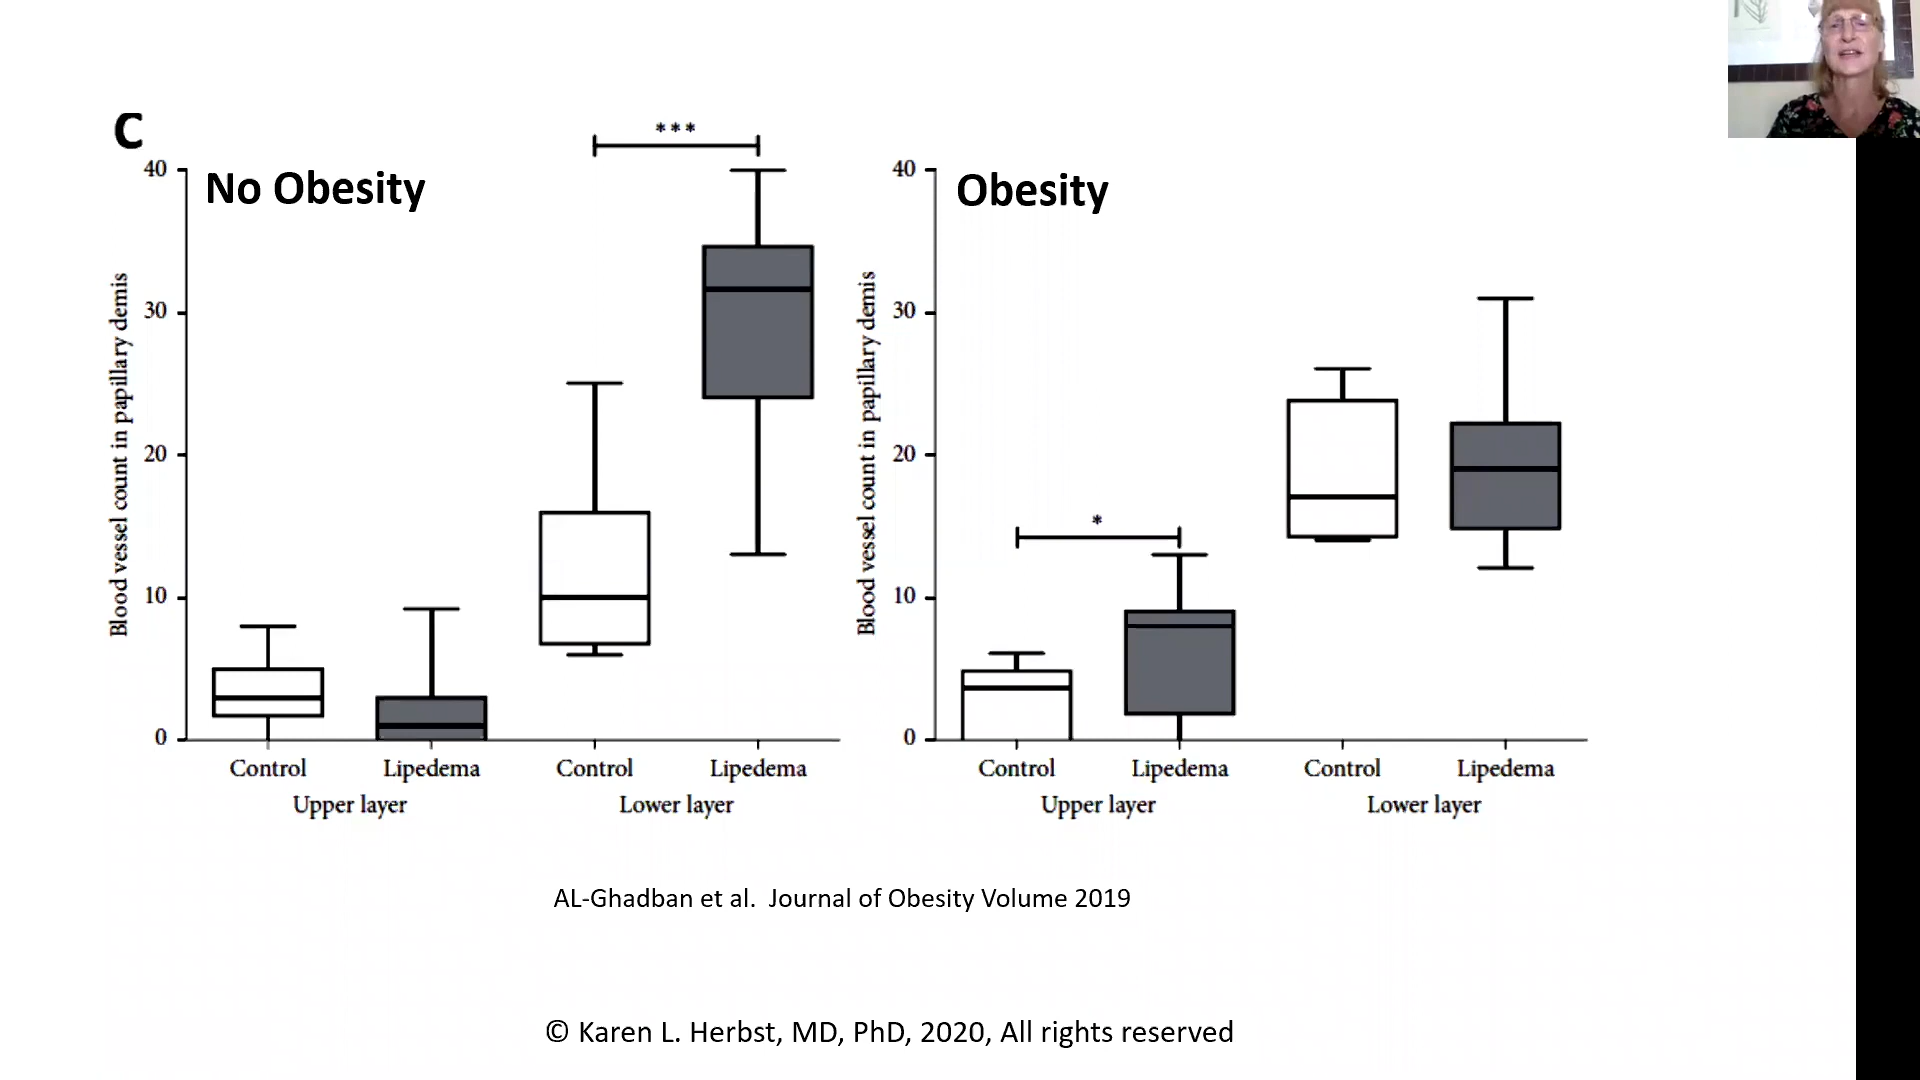 C
***
No Obesity
Blood vessel count in papillary demis
40
30
20
10
0
Control
Lipedema
Control
Lipedema
Upper layer
Lower layer
Obesity
Blood vessel count in papillary demis
40
30
20
10
0
*
Control
Lipedema
Control
Lipedema
Upper layer
Lower layer
AL-Ghadban et al.  Journal of Obesity Volume 2019
© Karen L. Herbst, MD, PhD, 2020, All rights reserved